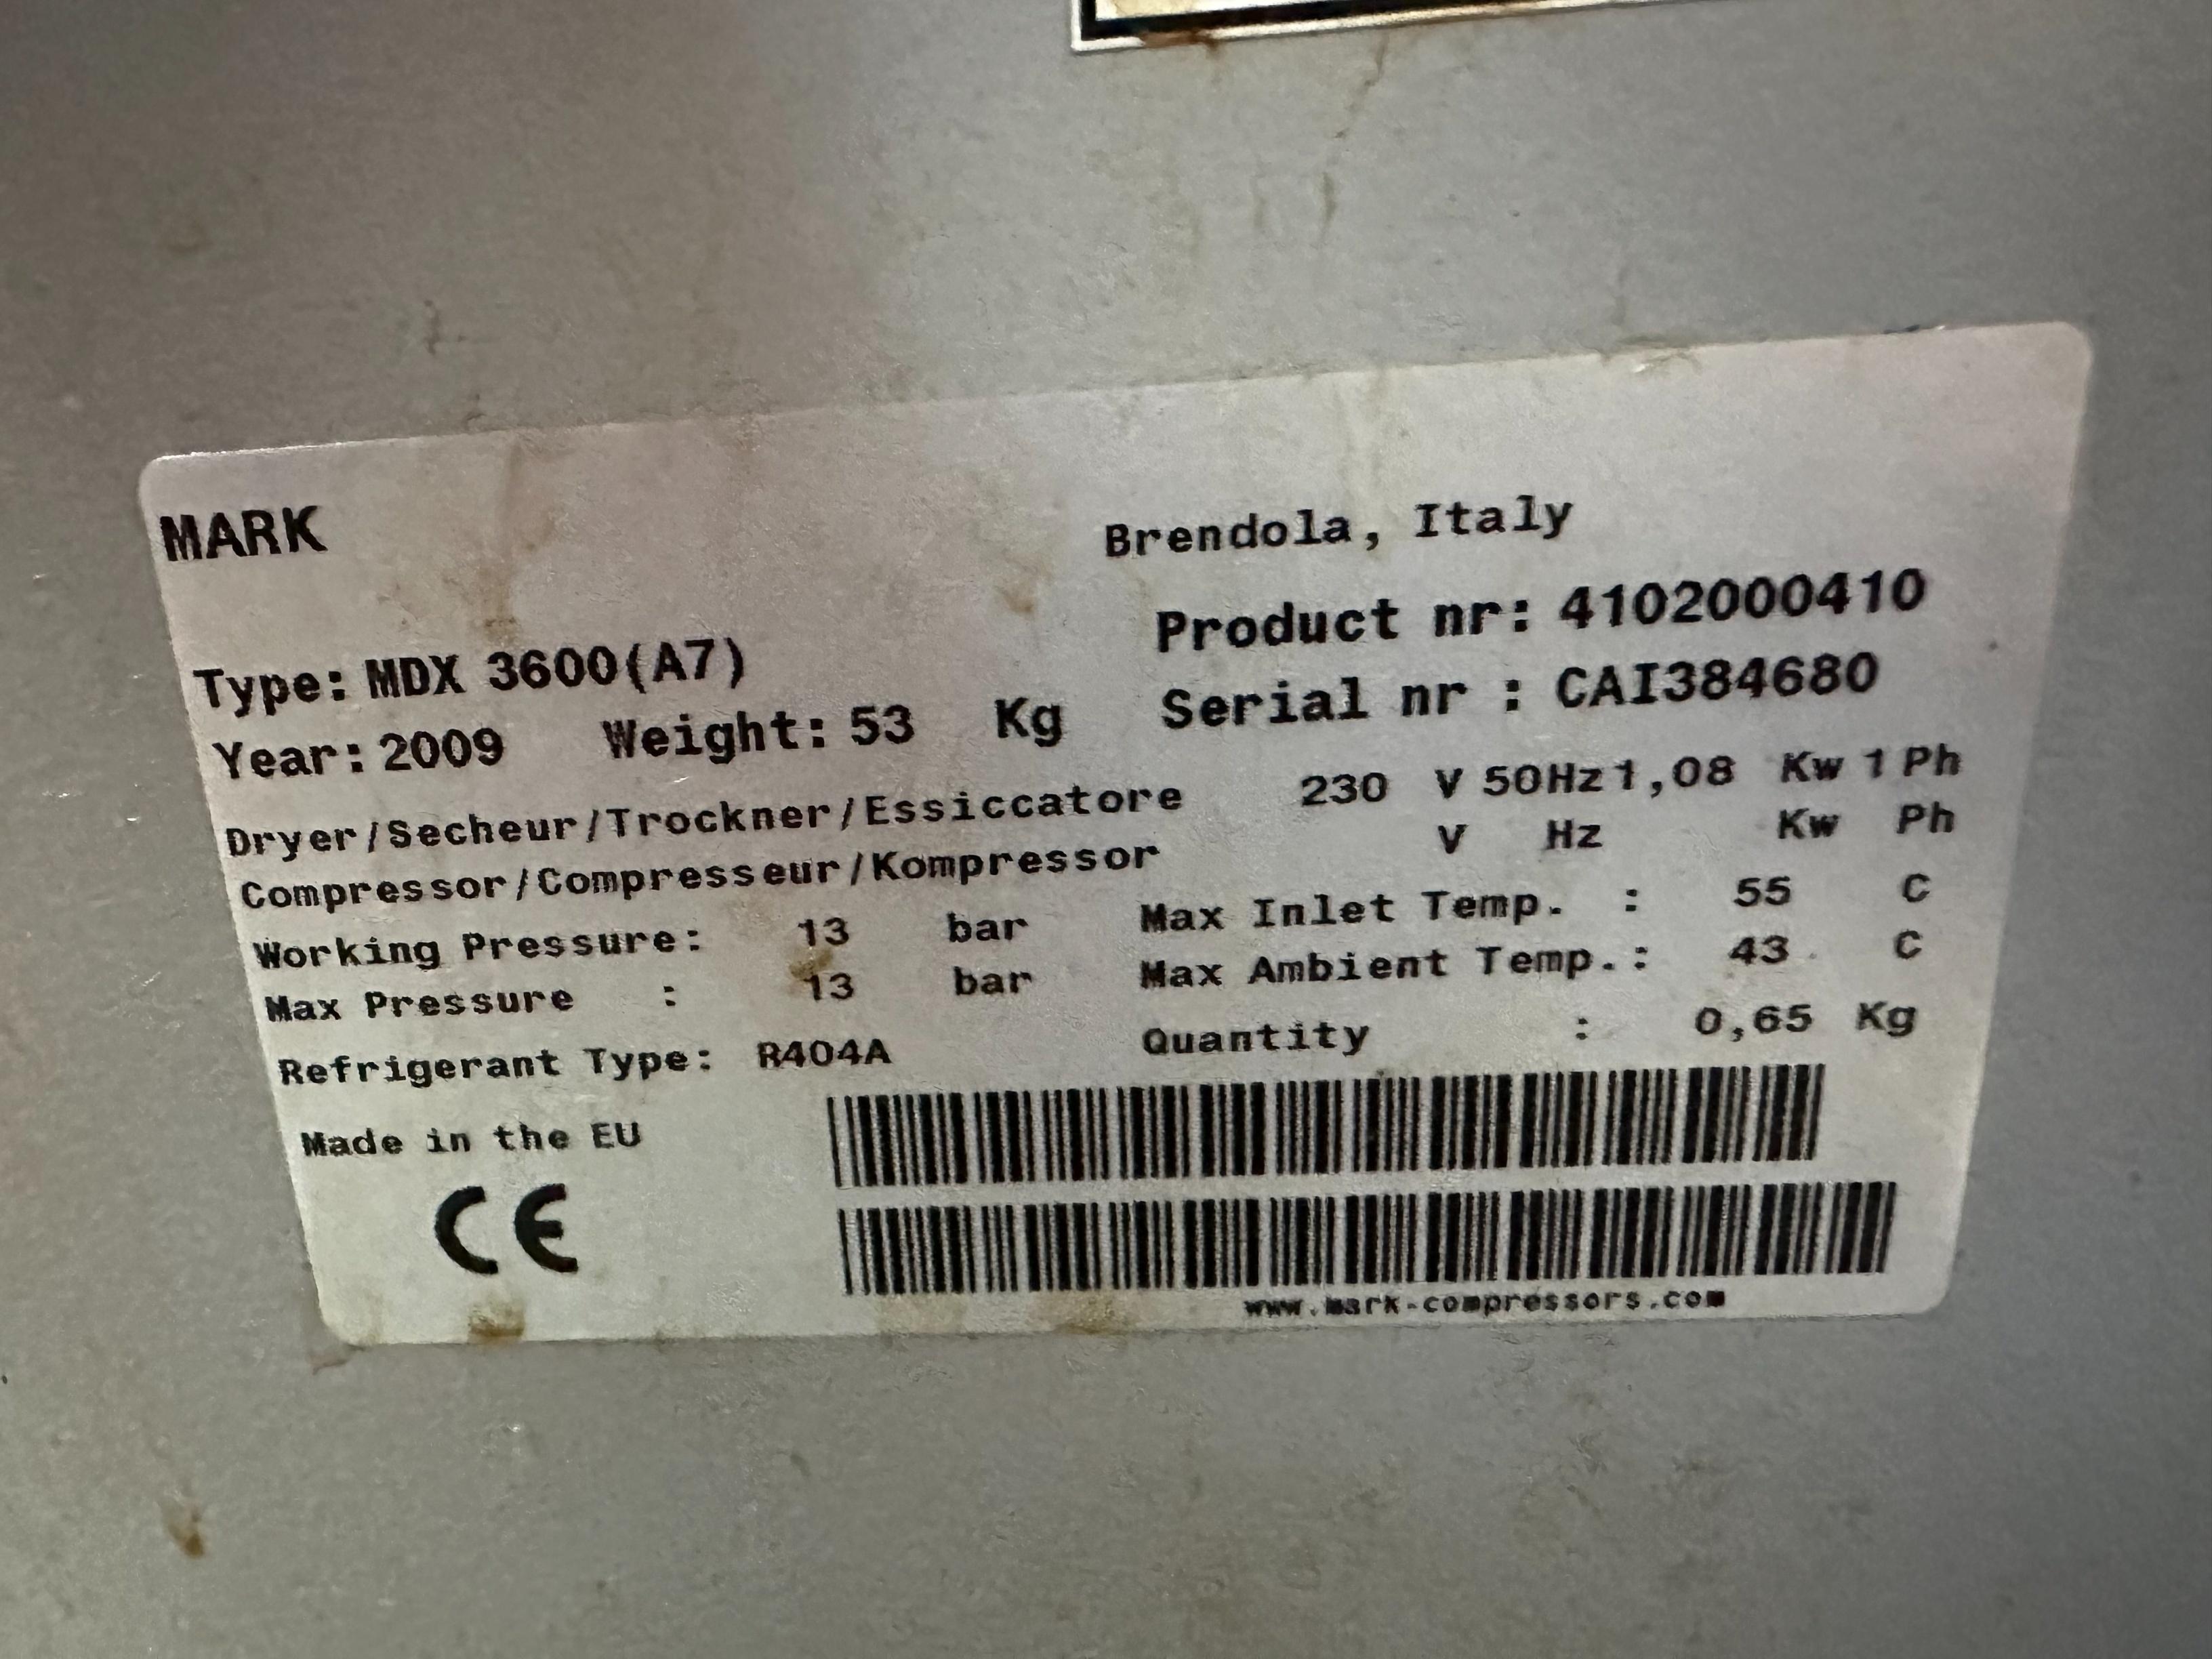 MARK
Brendola, Italy
Type: MDX 3600(A7)
Product nr: 4102000410
Year: 2009 Weight: 53 Kg
Serial nr : CAI384680
Dryer/Secheur/Trockner/Essiccatore 230 V 50Hz 1,08 Kw 1 Ph
Compressor/Compresseur/Kompressor V Hz Kw Ph
Working Pressure: 13 bar Max Inlet Temp. : 55 C
Max Pressure : 13 bar Max Ambient Temp.: 43 C
Refrigerant Type: R404A Quantity : 0,65 Kg
Made in the EU
CE
www.mark-compressors.com